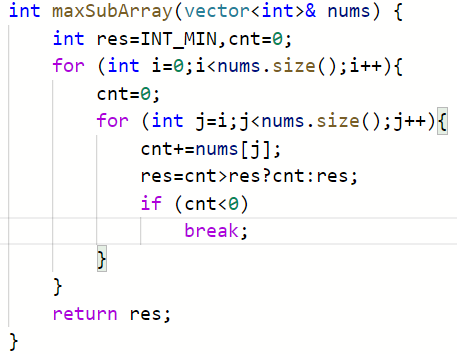 int maxSubArray(vector<int>& nums) {
    int res=INT_MIN,cnt=0;
    for (int i=0;i<nums.size();i++){
        cnt=0;
        for (int j=i;j<nums.size();j++){
            cnt+=nums[j];
            res=cnt>res?cnt:res;
            if (cnt<0)
                break;
        }
    }
    return res;
}